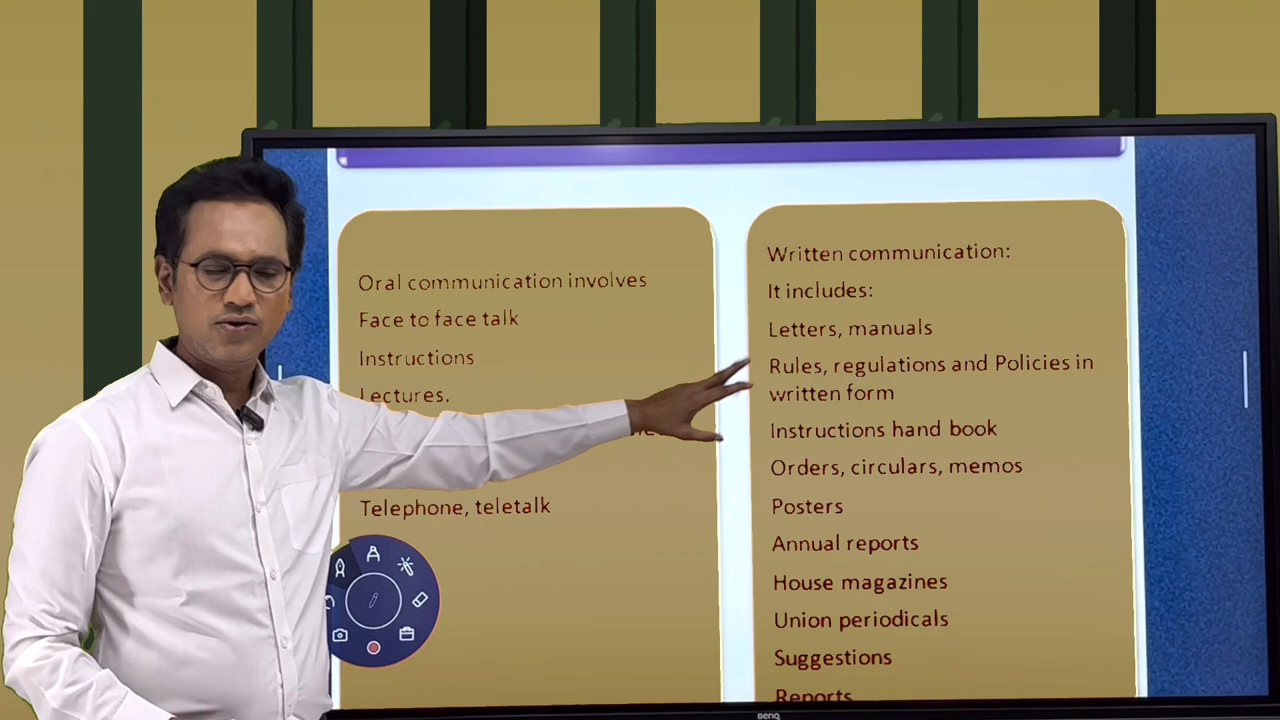 Oral communication involves
Face to face talk
Instructions
Lectures.
Telephone, teletalk
Written communication:
It includes:
Letters, manuals
Rules, regulations and Policies in
written form
Instructions hand book
Orders, circulars, memos
Posters
Annual reports
House magazines
Union periodicals
Suggestions
Reports
BenQ